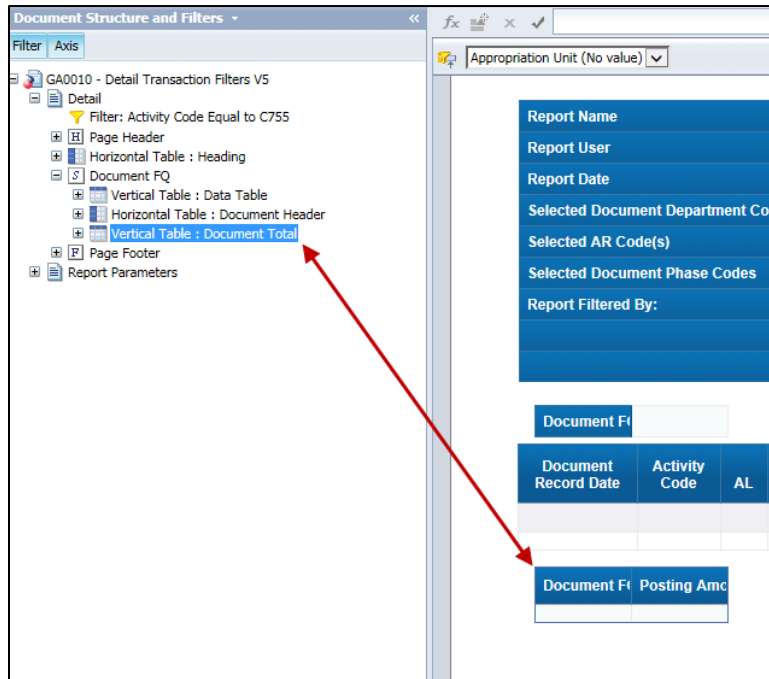 Document Structure and Filters
Filter Axis
GA0010 - Detail Transaction Filters V5
Detail
Filter: Activity Code Equal to C755
H Page Header
Horizontal Table : Heading
S Document FQ
Vertical Table : Data Table
Horizontal Table : Document Header
Vertical Table : Document Total
F Page Footer
Report Parameters
fx
Appropriation Unit (No value)
Report Name
Report User
Report Date
Selected Document Department Co
Selected AR Code(s)
Selected Document Phase Codes
Report Filtered By:
Document F
Document Record Date
Activity Code
AL
Document F
Posting Amo